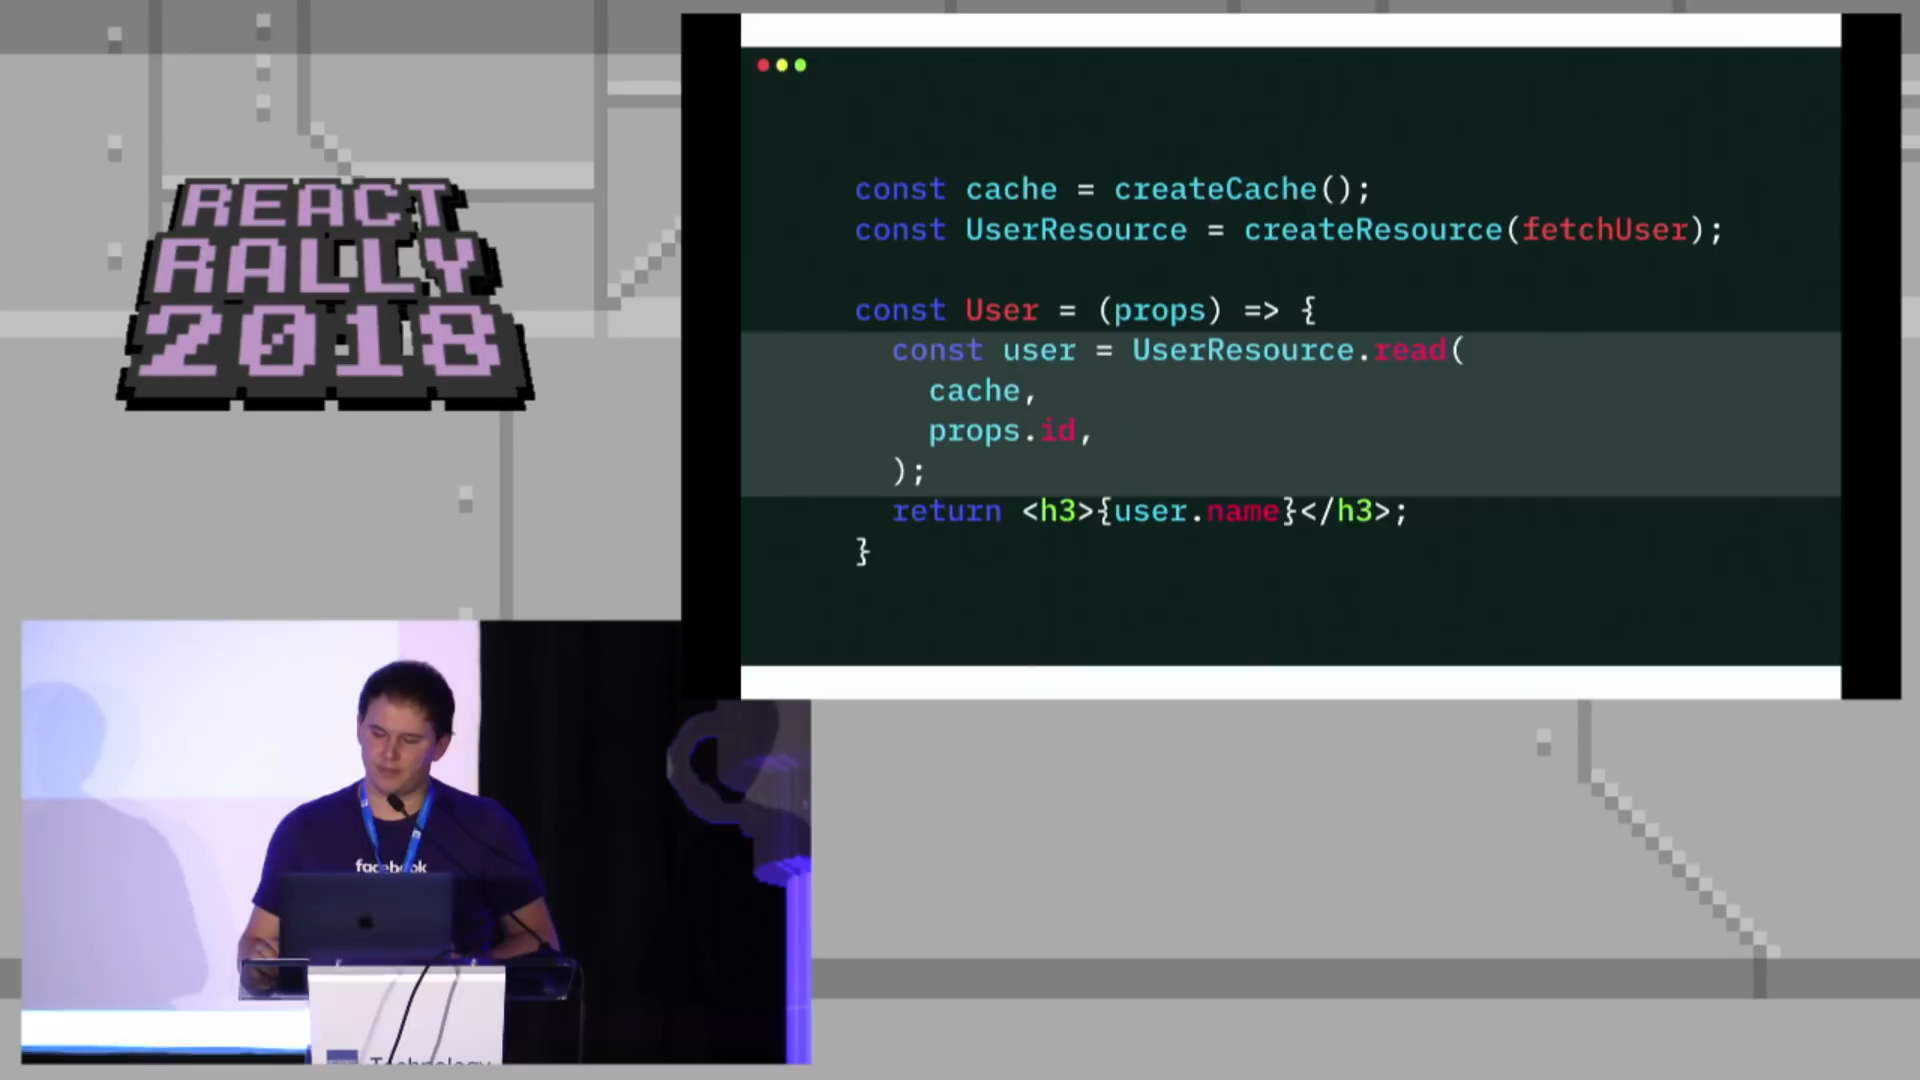 REACT
RALLY
2018
const cache = createCache();
const UserResource = createResource(fetchUser);
const User = (props) => {
const user = UserResource.read(
cache,
props.id,
);
return <h3>{user.name}</h3>;
}
facebook
Technology